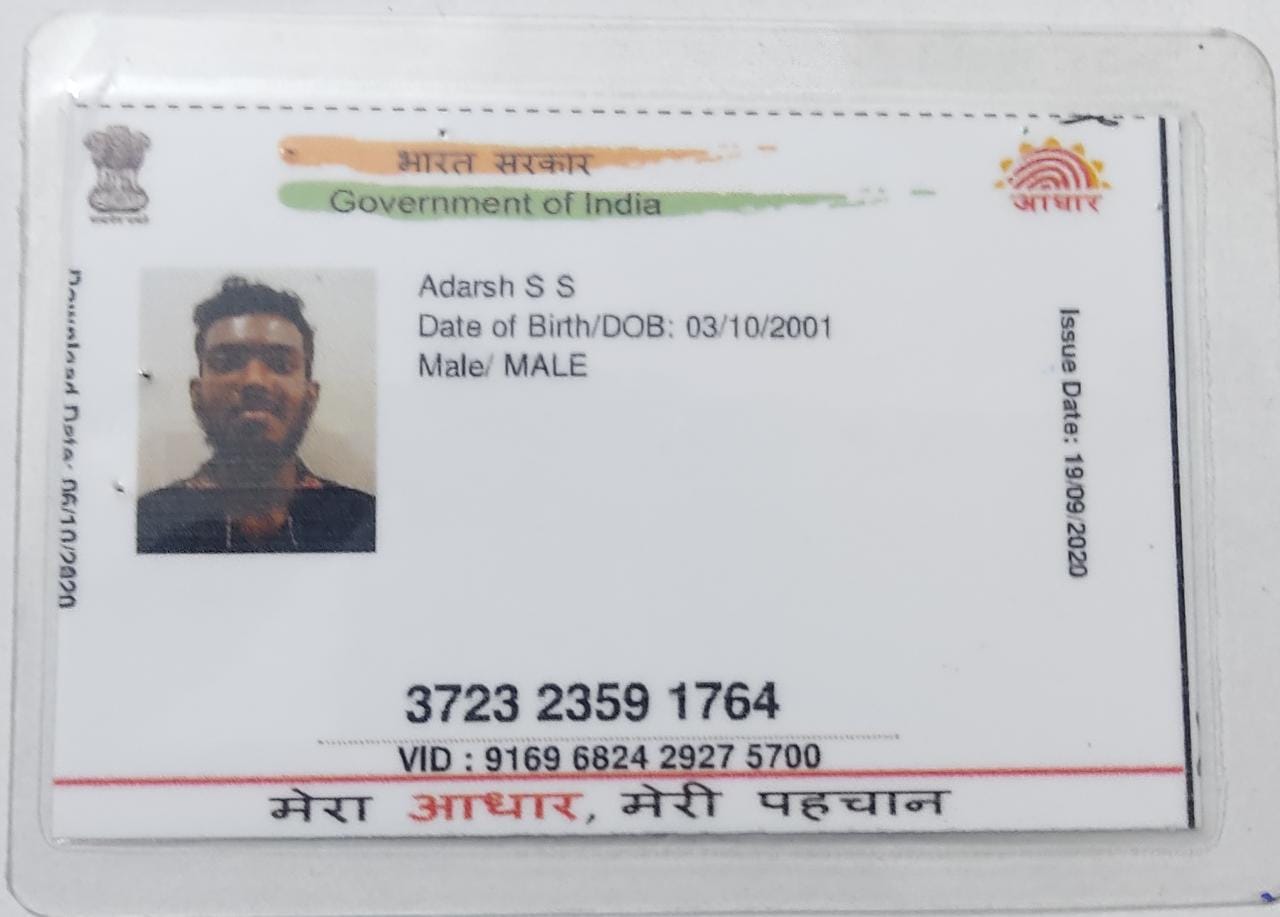 भारत सरकार
Government of India
आधार
Adarsh S S
Date of Birth/DOB: 03/10/2001
Male/ MALE
Download Date: 06/10/2020
Issue Date: 19/09/2020
3723 2359 1764
VID : 9169 6824 2927 5700
मेरा आधार, मेरी पहचान